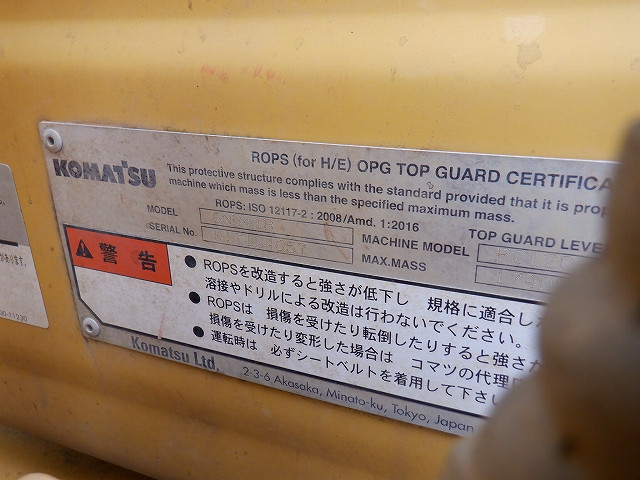 ROPS (for H/E) OPG TOP GUARD CERTIFICA
KOMATSU
This protective structure complies with the standard provided that it is prop
machine which mass is less than the specified maximum mass.
ROPS: ISO 12117-2 : 2008/Amd. 1:2016
MODEL
TOP GUARD LEVE
SERIAL No.
MACHINE MODEL
MAX.MASS
警告
● ROPSを改造すると強さが低下し 規格に適合し
溶接やドリルによる改造は行わないでください。
● ROPSは 損傷を受けたり転倒したりすると強さが
損傷を受けたり変形した場合は コマツの代理
● 運転時は 必ずシートベルトを着用して下さい
Komatsu Ltd.
2-3-6 Akasaka, Minato-ku, Tokyo, Japan
00-11230